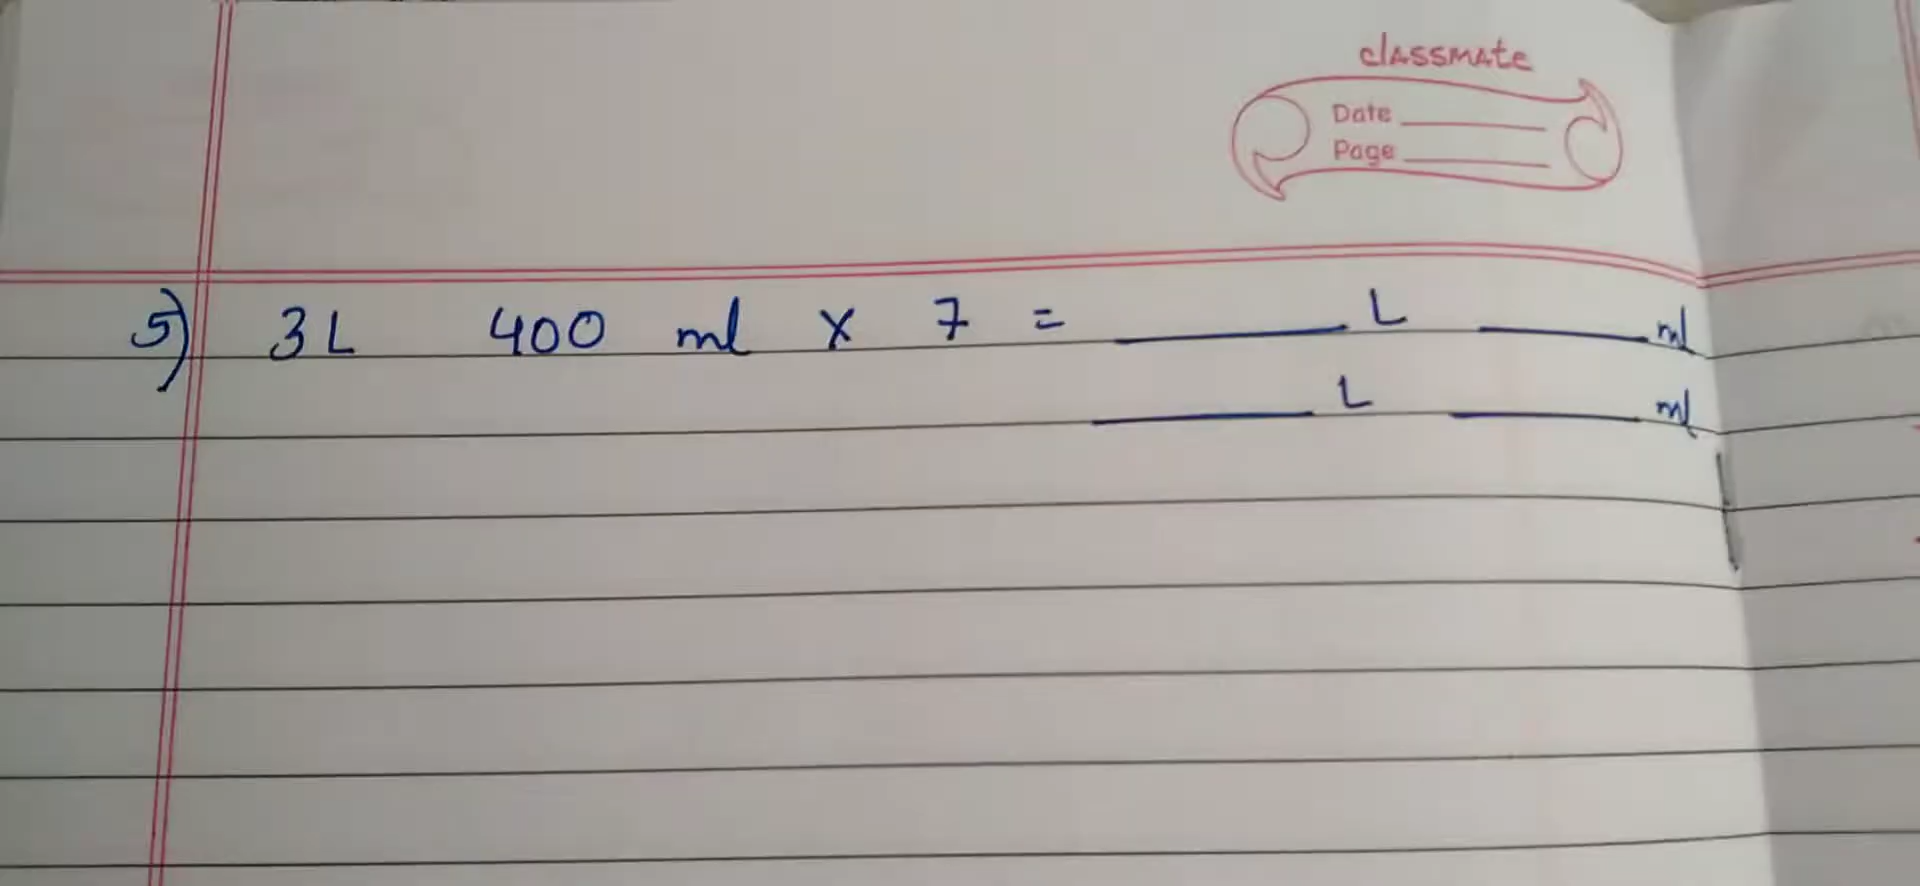 classmate
Date
Page
5) 3L 400 ml x 7 = ______ L ______ ml
______ L ______ ml